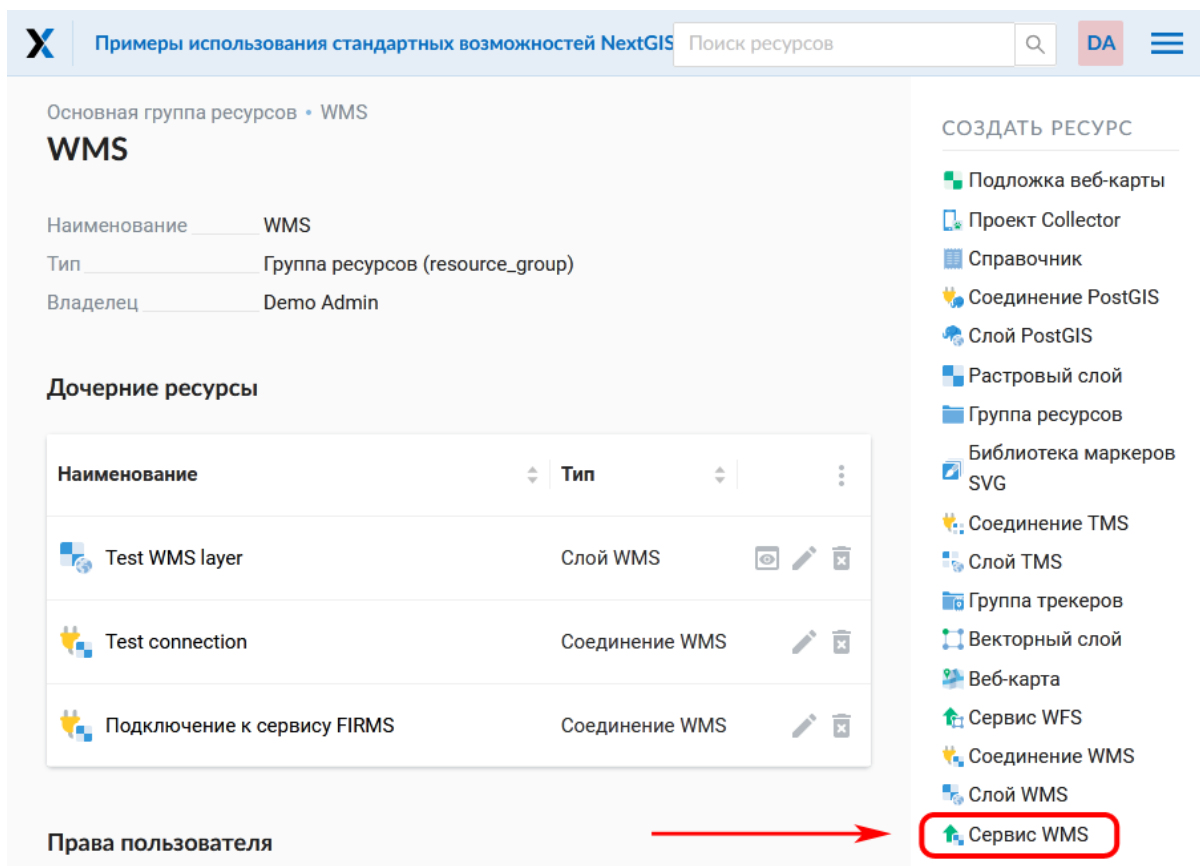 Примеры использования стандартных возможностей NextGIS
Поиск ресурсов
DA
Основная группа ресурсов • WMS
WMS
Наименование WMS
Тип Группа ресурсов (resource_group)
Владелец Demo Admin
Дочерние ресурсы
Наименование Тип
Test WMS layer Слой WMS
Test connection Соединение WMS
Подключение к сервису FIRMS Соединение WMS
Права пользователя
СОЗДАТЬ РЕСУРС
Подложка веб-карты
Проект Collector
Справочник
Соединение PostGIS
Слой PostGIS
Растровый слой
Группа ресурсов
Библиотека маркеров
SVG
Соединение TMS
Слой TMS
Группа трекеров
Векторный слой
Веб-карта
Сервис WFS
Соединение WMS
Слой WMS
Сервис WMS